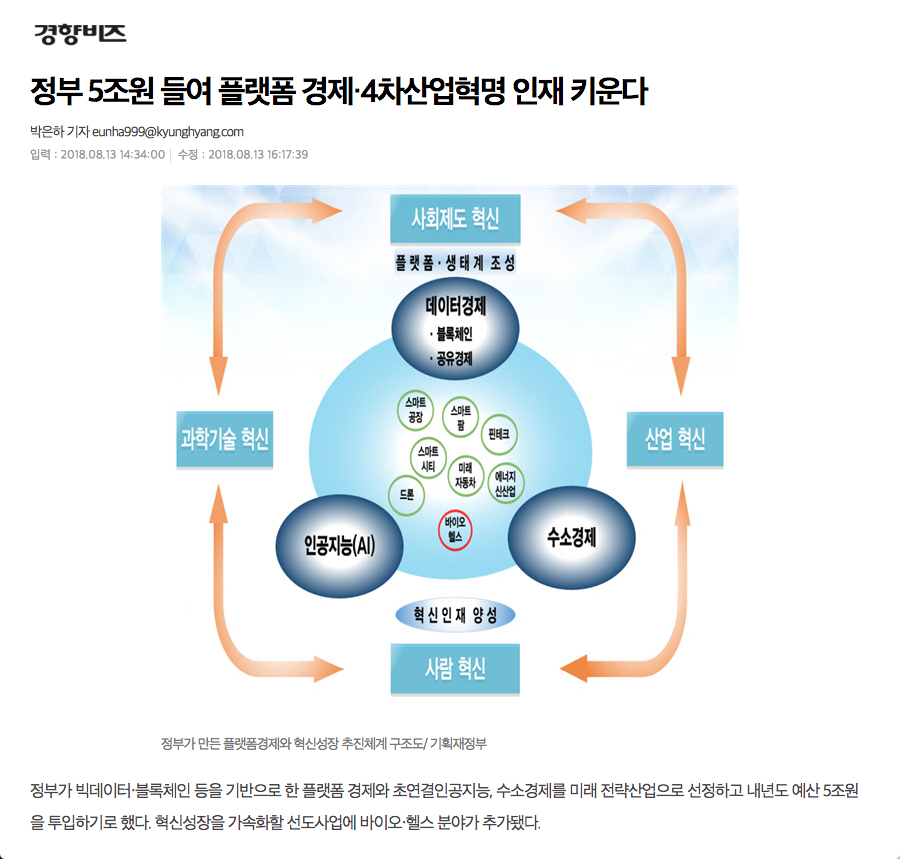 경향비즈
정부 5조원 들여 플랫폼 경제·4차산업혁명 인재 키운다
박은하 기자 eunha999@kyunghyang.com
입력 : 2018.08.13 14:34:00 수정 : 2018.08.13 16:17:39
사회제도 혁신
플랫폼·생태계 조성
데이터경제
· 블록체인
· 공유경제
스마트
공장
스마트
팜
핀테크
과학기술 혁신
산업 혁신
스마트
시티
미래
자동차
에너지
신산업
드론
바이오
헬스
인공지능(AI)
수소경제
혁신인재 양성
사람 혁신
정부가 만든 플랫폼경제와 혁신성장 추진체계 구조도/ 기획재정부
정부가 빅데이터·블록체인 등을 기반으로 한 플랫폼 경제와 초연결인공지능, 수소경제를 미래 전략산업으로 선정하고 내년도 예산 5조원
을 투입하기로 했다. 혁신성장을 가속화할 선도사업에 바이오·헬스 분야가 추가됐다.